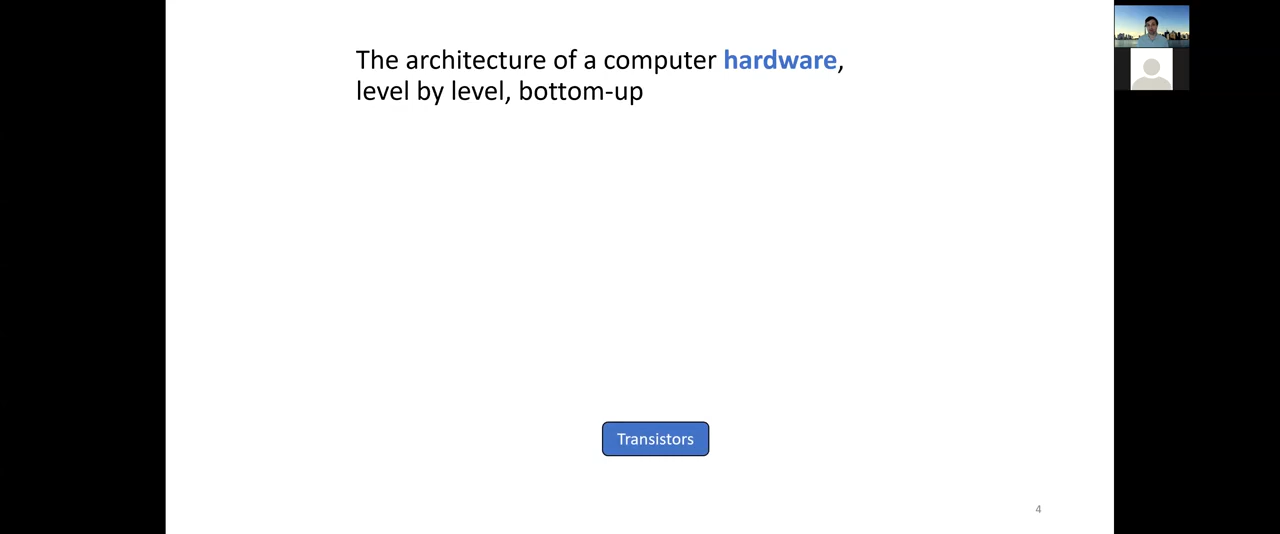 The architecture of a computer hardware,
level by level, bottom-up
Transistors
4